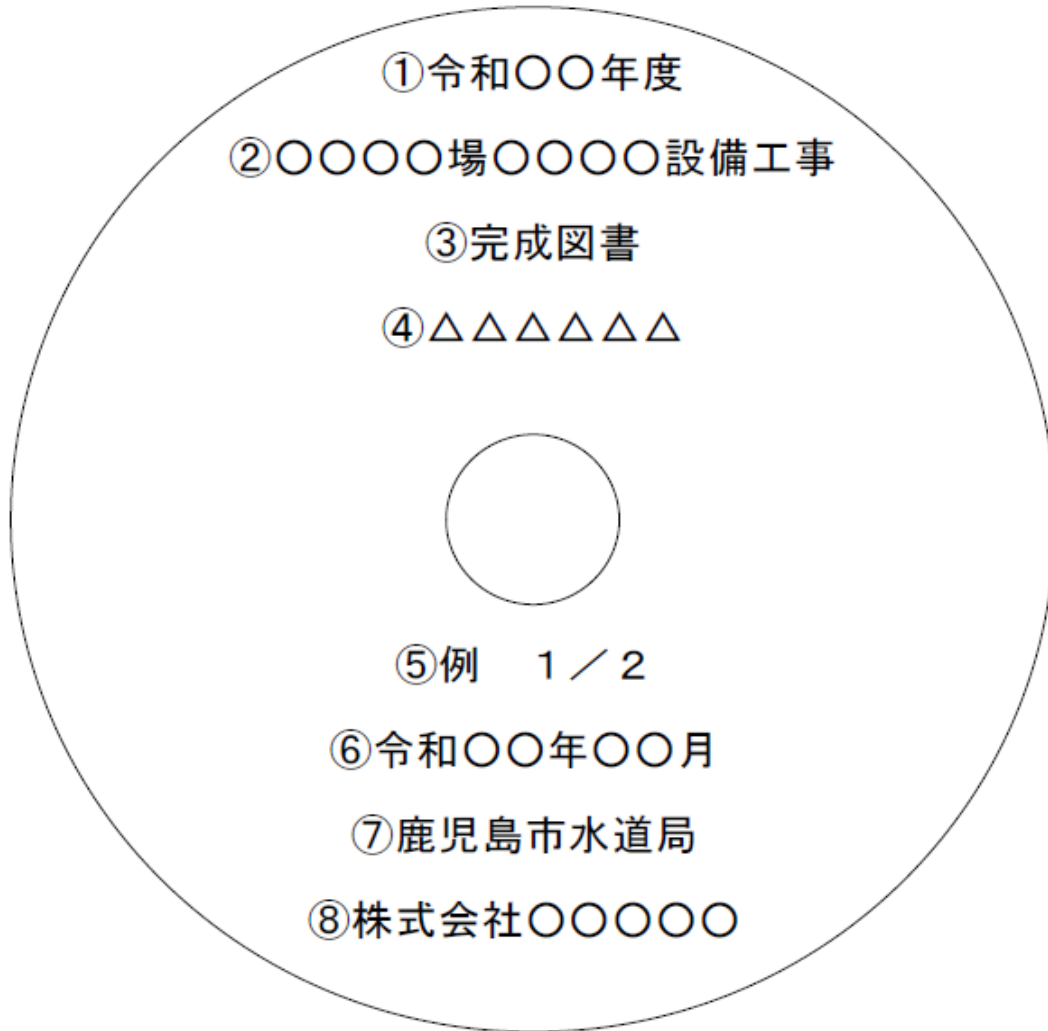 ①令和〇〇年度
②〇〇〇〇場〇〇〇〇設備工事
③完成図書
④△△△△△△
⑤例　１／２
⑥令和〇〇年〇〇月
⑦鹿児島市水道局
⑧株式会社〇〇〇〇〇